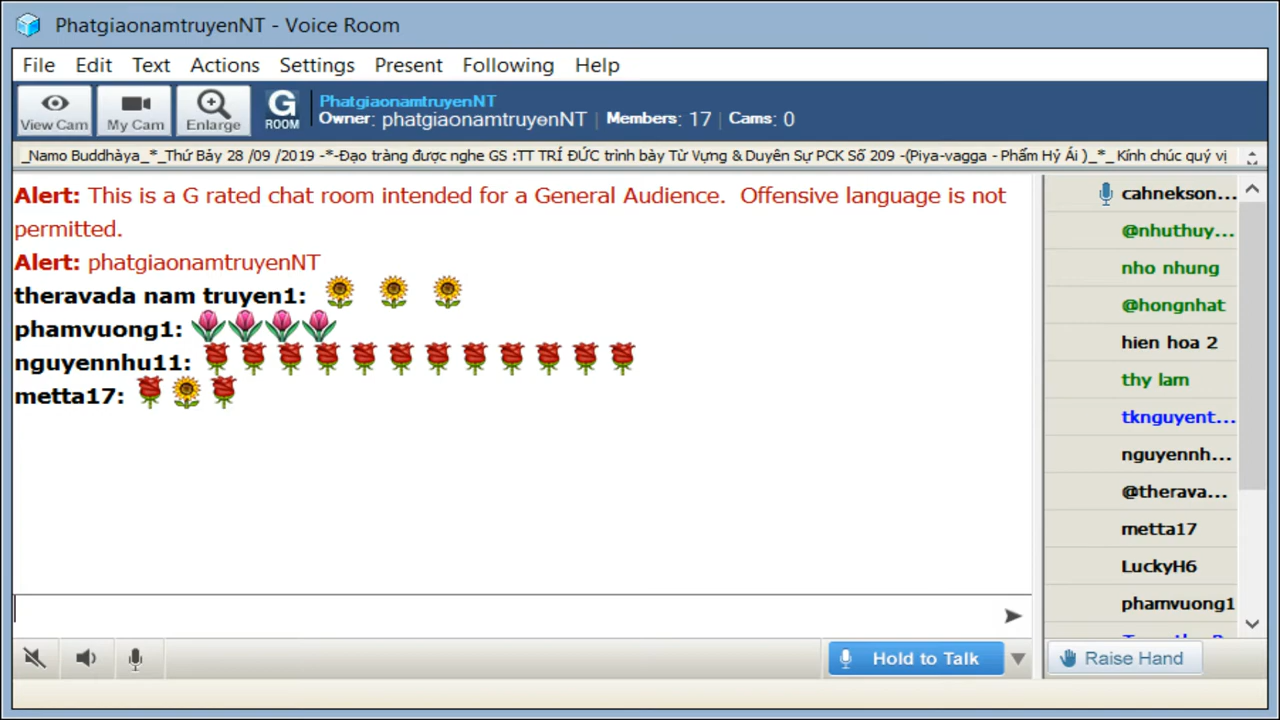 PhatgiaonamtruyenNT - Voice Room
File Edit Text Actions Settings Present Following Help
View Cam My Cam Enlarge G ROOM
PhatgiaonamtruyenNT
Owner: phatgiaonamtruyenNT | Members: 17 | Cams: 0
_Namo Buddhàya_*_Thứ Bảy 28 /09 /2019 -*-Đạo tràng được nghe GS :TT TRÍ ĐỨC trình bày Từ Vựng & Duyên Sự PCK Số 209 -(Piya-vagga - Phẩm Hỷ Ái )_*_ Kính chúc quý vị
Alert: This is a G rated chat room intended for a General Audience. Offensive language is not
permitted.
Alert: phatgiaonamtruyenNT
theravada nam truyen1:
phamvuong1:
nguyennhu11:
metta17:
cahnekson...
@nhuthuy...
nho nhung
@hongnhat
hien hoa 2
thy lam
tknguyent...
nguyennh...
@therava...
metta17
LuckyH6
phamvuong1
Hold to Talk
Raise Hand